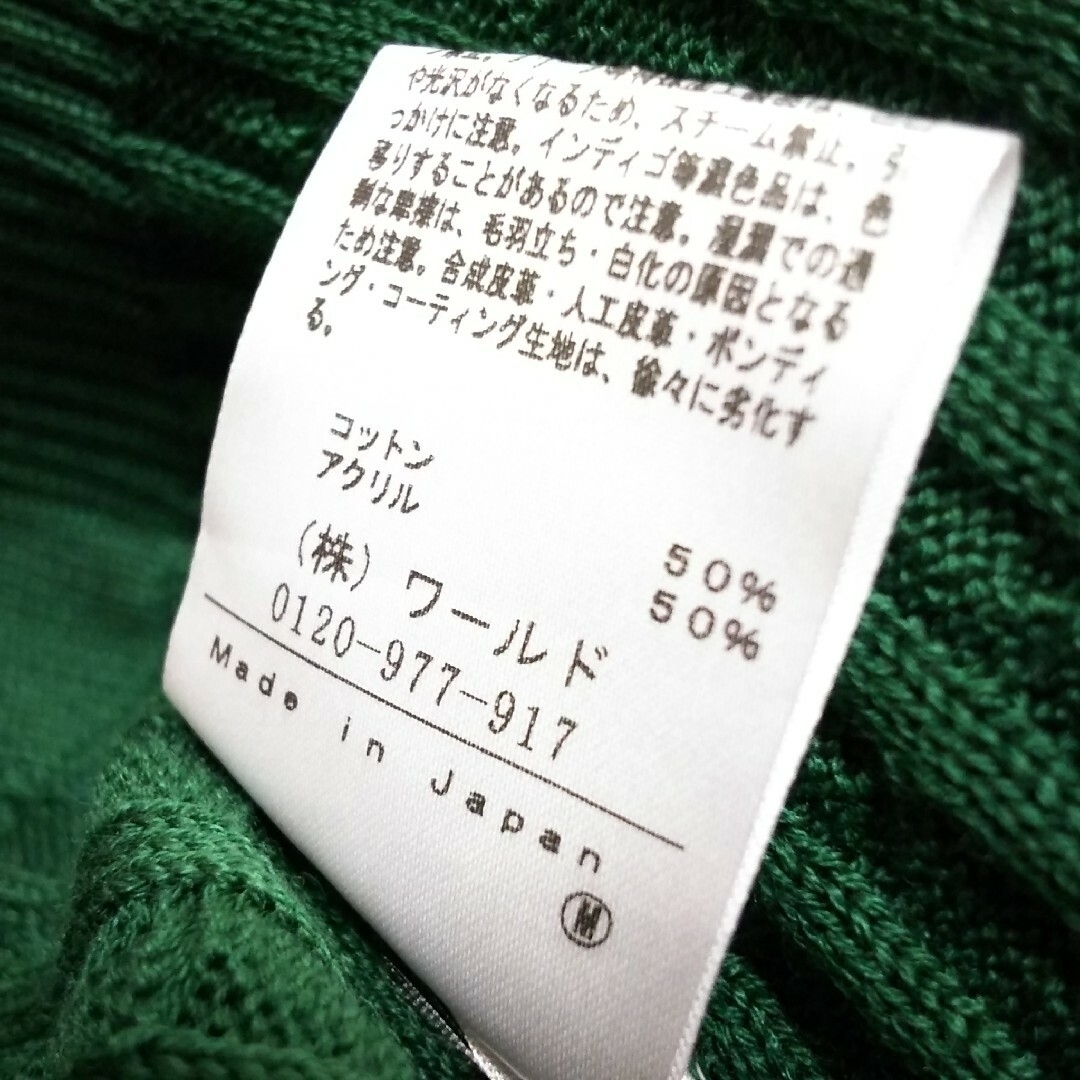 や光沢がなくなるため、スチーム禁止。引
っかけに注意。インディゴ等濃色品は、色
移りすることがあるので注意。湿潤での過
剰な摩擦は、毛羽立ち・白化の原因となる
ため注意。合成皮革・人工皮革・ボンディ
ング・コーティング生地は、徐々に劣化す
る。
コットン 50%
アクリル 50%
(株)ワールド
0120-977-917
Made in Japan
M